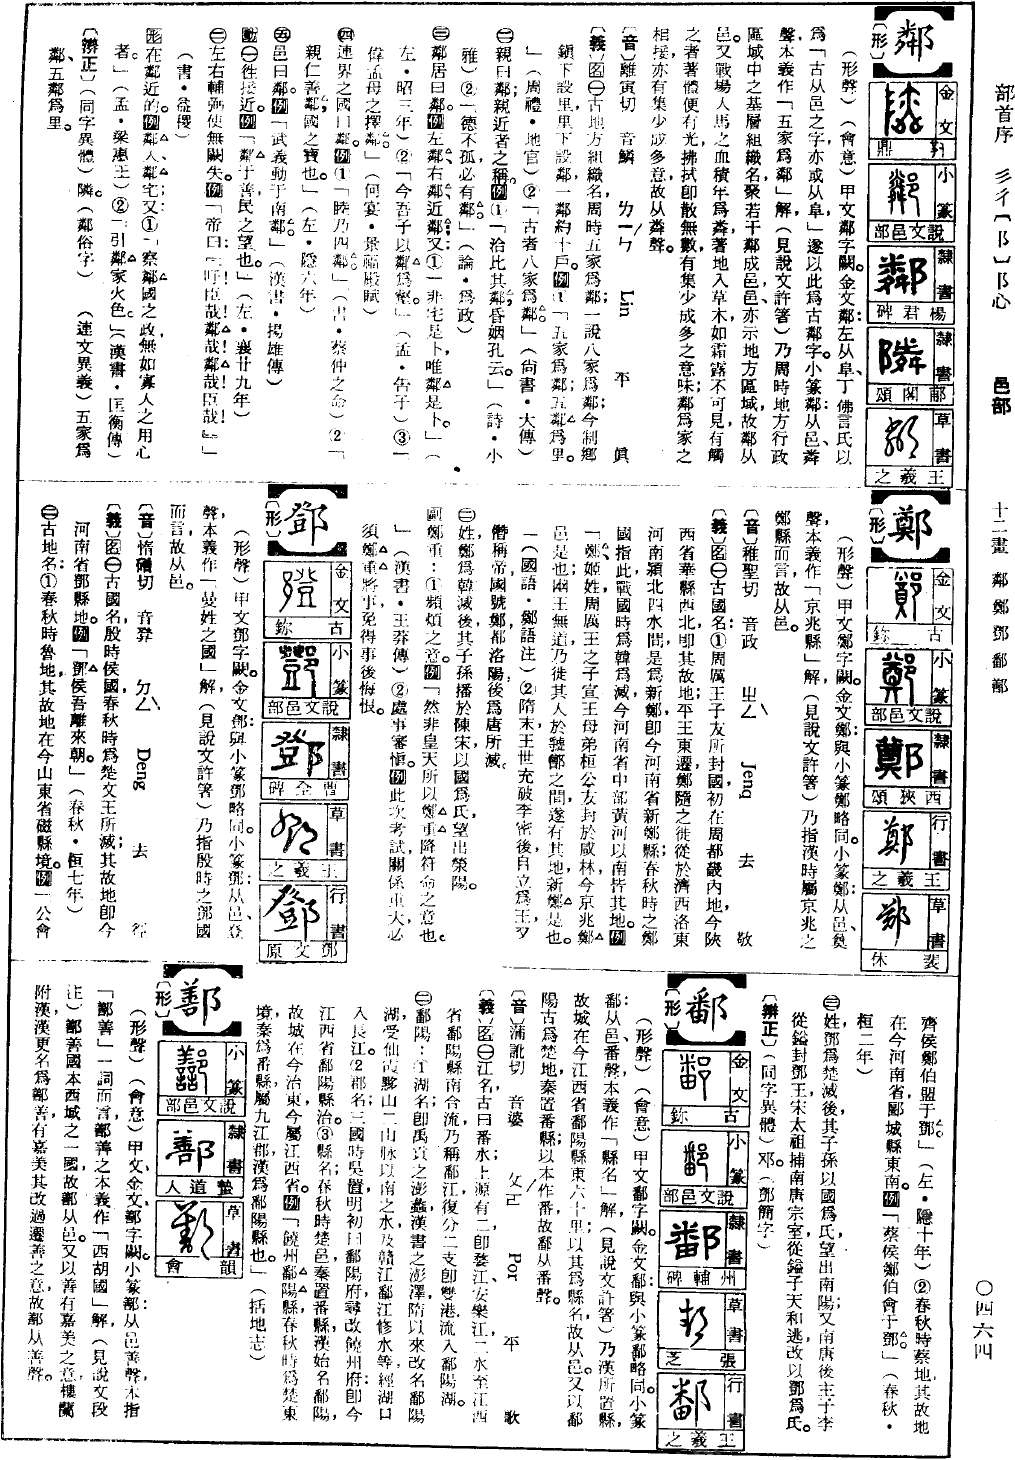 部首序 彡彳〔阝〕阝心 邑部 十二畫 鄰鄭鄧鄱鄯 〇四六四
鄰
〔形〕
金文 鼎
小篆 說文邑部
隸書 楊君碑
隸書 郙閣頌
草書 王羲之
（形聲）（會意）甲文鄰字闕。金文鄰：左从阜，丁佛言氏以
爲「古从邑之字亦或从阜」遂以此爲古鄰字。小篆鄰：从邑、粦
聲，本義作「五家爲鄰」解（見說文許箸）乃周時地方行政
區域中之基層組織名，聚若干鄰成邑，邑亦示地方區域，故鄰从
邑。又戰場人馬之血積年爲粦，著地入草木如霜露不可見，有觸
之者著體便有光，拂拭卽散無數，有集少成多之意味；鄰爲家之
相接，亦有集少成多意，故从粦聲。
〔音〕離寅切 音鱗 ㄌㄧㄣˊ Lin 平 眞
〔義〕名㊀古地方組織名，周時五家爲鄰；一說八家爲鄰；今制鄉
鎮下設里，里下設鄰，一鄰約十戶。例①「五家爲鄰，五鄰爲里。
」（周禮・地官）②「古者八家爲鄰」（尚書・大傳）
㊁親曰鄰；親近者之稱。例①「洽比其鄰，昏姻孔云。」（詩・小
雅）②「德不孤，必有鄰。」（論・爲政）
㊂鄰居曰鄰。例左鄰、右鄰、近鄰。又：①「非宅是卜，唯鄰是卜。」（
左・昭三年）②「今吾子以鄰爲壑」（孟・告子）③「
偉孟母之擇鄰。」（何宴・景福殿賦）
㊃連界之國曰鄰。例①「睦乃四鄰。」（書・蔡仲之命）②「
親仁善鄰，國之寶也。」（左・隱六年）
㊄邑曰鄰。例「武義動于南鄰。」（漢書・揚雄傳）
動㊀徃接近。例「鄰于善，民之望也。」（左・襄廿九年）
㊁左右輔弼使無闕失。例「帝曰：『吁！臣哉鄰哉！鄰哉臣哉！』」
（書・益稷）
形在鄰近的。例鄰人、鄰宅。又：①「察鄰國之政，無如寡人之用心
者。」（孟・梁惠王）②「引鄰家火色。」（漢書・匡衡傳）
〔辨正〕（同字異體）隣。（鄰俗字） （連文異義）五家爲
鄰，五鄰爲里。
鄭
〔形〕
金文 古鉨
小篆 說文邑部
隸書 西狹頌
行書 王羲之
草書 裴休
（形聲）甲文鄭字闕。金文鄭與小篆鄭略同。小篆鄭：从邑、奠
聲，本義作「京兆縣」解（見說文許箸）乃指漢時屬京兆之
鄭縣而言，故从邑。
〔音〕稚聖切 音政 ㄓㄥˋ Jenq 去 敬
〔義〕名㊀古國名：①周厲王子友所封國，初在周都畿內地，今陝
西省華縣西北卽其故地；平王東遷，鄭隨之徙，從於濟西洛東
河南潁北四水間，是爲新鄭，卽今河南省新鄭縣；春秋時之鄭
國指此；戰國時爲韓爲滅，今河南省中部黃河以南皆其地。例
「鄭，姬姓，周厲王之子宣王母弟桓公友封於咸林，今京兆鄭
邑是也。幽王無道，乃徙其人於虢鄶之間，遂有其地，新鄭是也。
」（國語・鄭語注）②隋末王世充破李密後，自立爲王，又
僭稱帝，國號鄭，都洛陽，後爲唐所滅。
㊁姓。鄭爲韓滅後，其子孫播於陳宋，以國爲氏，望出滎陽。
副鄭重：①頻煩之意。例「然非皇天所以鄭重降符命之意也。
」（漢書・王莽傳）②處事審愼。例此次考試關係重大，必
須鄭重將事，免得事後悔恨。
鄧
〔形〕
金文 古鉨
小篆 說文邑部
隸書 曹全碑
草書 王羲之
行書 鄧文原
（形聲）甲文鄧字闕。金文鄧與小篆鄧略同。小篆鄧：从邑、登
聲，本義作「曼姓之國」解（見說文許箸）乃指殷時之鄧國
而言，故从邑。
〔音〕惰磴切 音鐙 ㄉㄥˋ Deng 去 徑
〔義〕名㊀古國名，殷時侯國，春秋時爲楚文王所滅；其故地卽今
河南省鄧縣地。例「鄧侯吾離來朝。」（春秋・桓七年）
㊁古地名：①春秋時魯地，其故地在今山東省磁縣境。例「公會
齊侯鄭伯盟于鄧。」（左・隱十年）②春秋時蔡地，其故地
在今河南省郾城縣東南。例「蔡侯鄭伯會于鄧。」（春秋・
桓二年）
㊂姓。鄧爲楚滅後，其子孫以國爲氏，望出南陽。又南唐後主子李
從鎰封鄧王，宋太祖捕南唐宗室，從鎰子天和逃，改以鄧爲氏。
〔辨正〕（同字異體）邓。（鄧簡字）
鄱
〔形〕
金文 古鉨
小篆 說文邑部
隸書 州輔碑
草書 張芝
行書 王羲之
（形聲）（會意）甲文鄱字闕。金文鄱與小篆鄱略同。小篆
鄱：从邑、番聲，本義作「縣名」解（見說文許箸）乃漢所置縣，
故城在今江西省鄱陽縣東六十里；以其爲縣名，故从邑。又以鄱
陽古爲楚地，秦置番縣；以本作番，故鄱从番聲。
〔音〕蒲訛切 音婆 ㄆㄛˊ Por 平 歌
〔義〕名㊀江名，古曰番水，上源有二，卽婺江、安樂江，二水至江西
省鄱陽縣南合流，乃稱鄱江；復分二支，卽雙港，流入鄱陽湖。
㊁鄱陽：①湖名，卽禹貢之彭蠡，漢書之彭澤，隋以來改名鄱陽
湖，受仙霞黟山二山脈以南之水，及贛江、鄱江、修水等，經湖口
入長江。②郡名，三國時吳置，明初曰鄱陽府，尋改饒州府，卽今
江西省鄱陽縣治。③縣名，春秋時楚邑，秦置番縣，漢始名鄱陽，
故城在今治東，今屬江西省。例「饒州鄱陽縣，春秋時爲楚東
境，秦爲番縣，屬九江郡，漢爲鄱陽縣也。」（括地志）
鄯
〔形〕
小篆 說文邑部
隸書 蟄道人
草書 韻會
（形聲）（會意）甲文、金文鄯字闕。小篆鄯：从邑、善聲，本指
「鄯善」一詞而言，鄯善之本義作「西胡國」解（見說文段
注）鄯善國本西域之一國，故鄯从邑。又以善有嘉美之意，樓蘭
附漢，漢更名爲鄯善，有嘉美其改過遷善之意，故鄯从善聲。